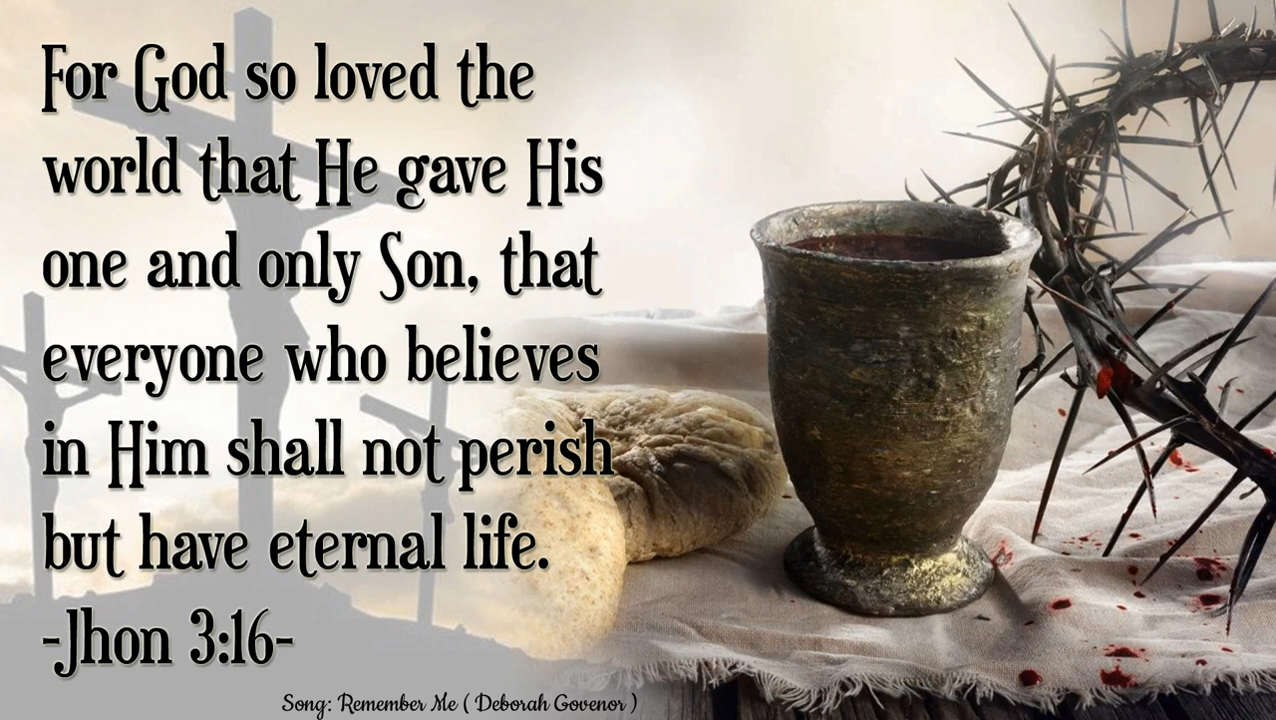 For God so loved the
world that He gave His
one and only Son, that
everyone who believes
in Him shall not perish
but have eternal life.
-Jhon 3:16-
Song: Remember Me ( Deborah Govenor )